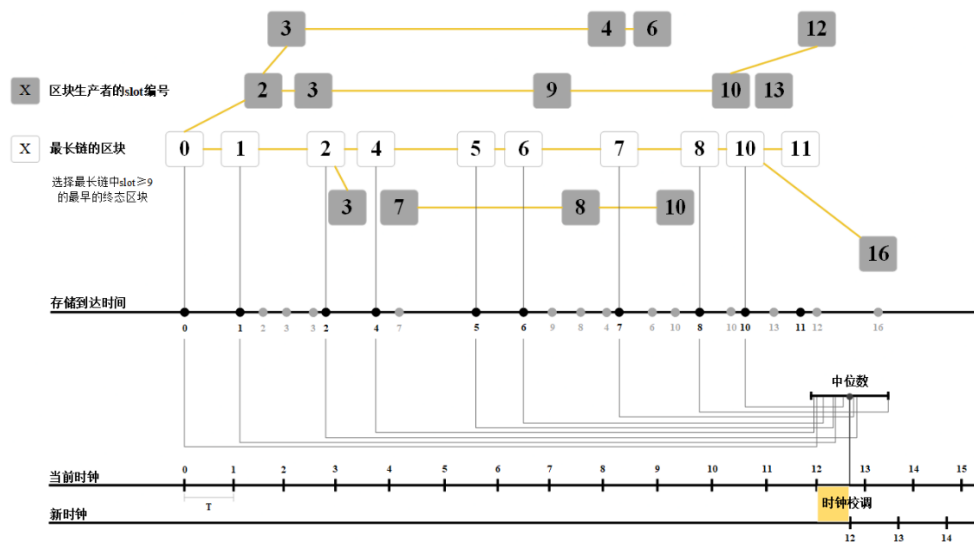 3 4 6 12
X 区块生产者的slot编号 2 3 9 10 13
X 最长链的区块 0 1 2 4 5 6 7 8 10 11
选择最长链中slot≥9
的最早的终态区块
3 7 8 10
16
存储到达时间
0 1 2 3 3 2 4 7 5 6 9 8 4 7 6 10 8 10 10 13 11 12 16
中位数
当前时钟 0 1 2 3 4 5 6 7 8 9 10 11 12 13 14 15
T
时钟校调
新时钟
12 13 14